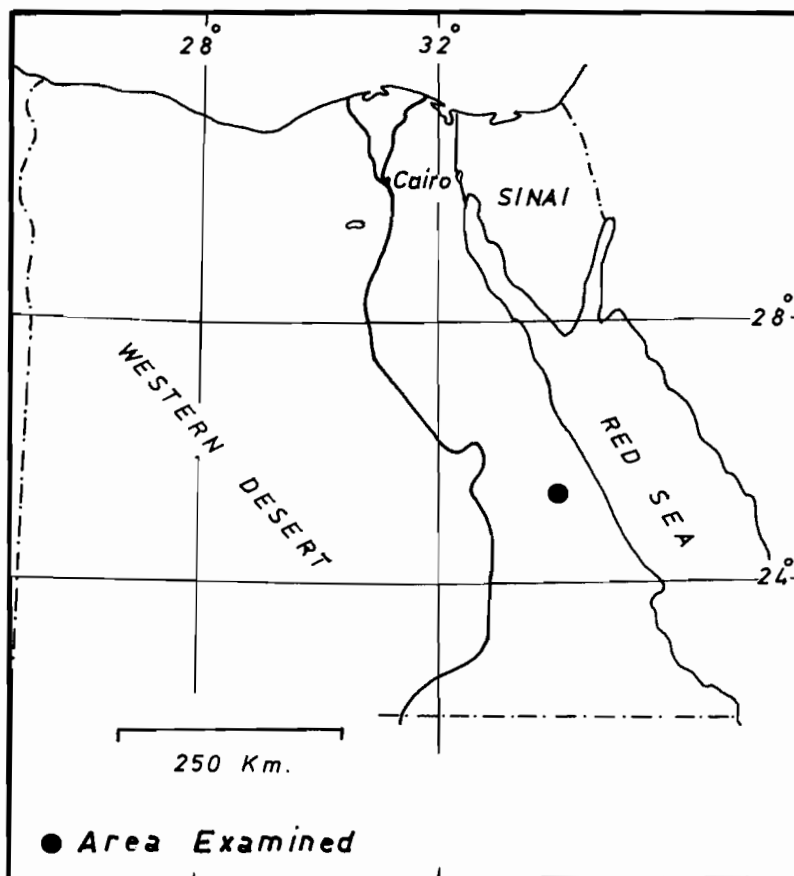 28°
32°
Cairo
SINAI
28°
WESTERN DESERT
RED SEA
24°
250 Km.
Area Examined